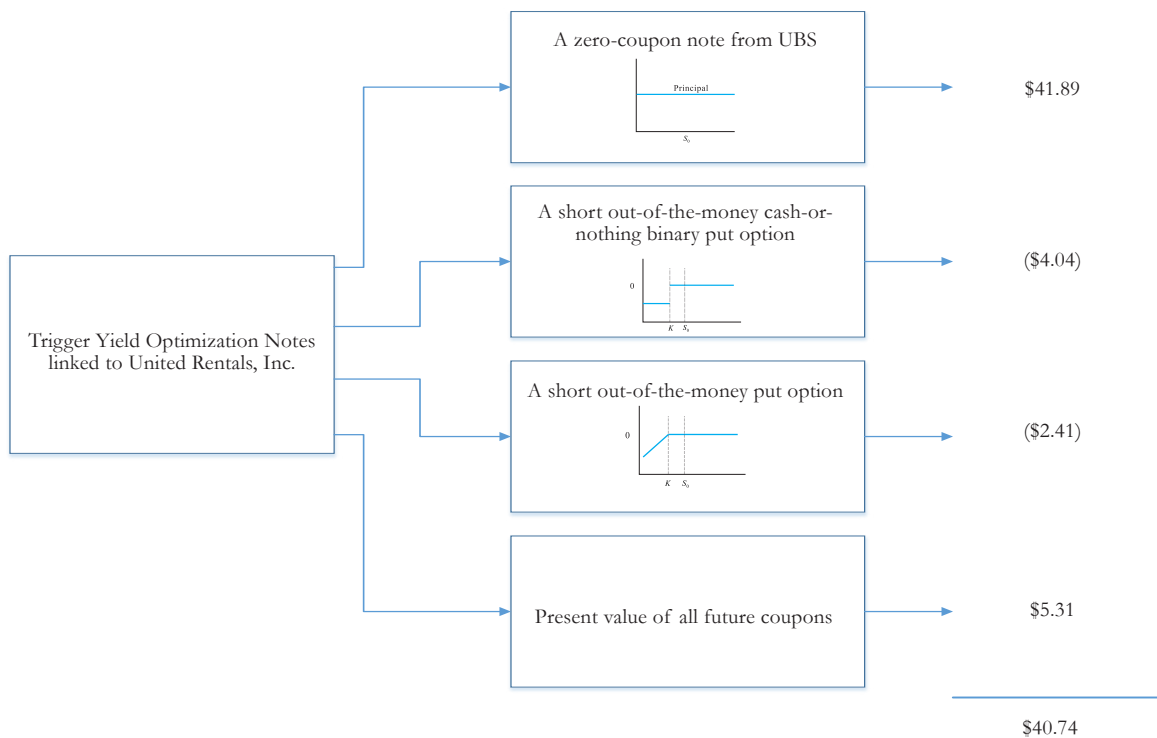 A zero-coupon note from UBS
Principal
S0
$41.89
A short out-of-the-money cash-or-
nothing binary put option
0
K S0
($4.04)
Trigger Yield Optimization Notes
linked to United Rentals, Inc.
A short out-of-the-money put option
0
K S0
($2.41)
Present value of all future coupons
$5.31
$40.74